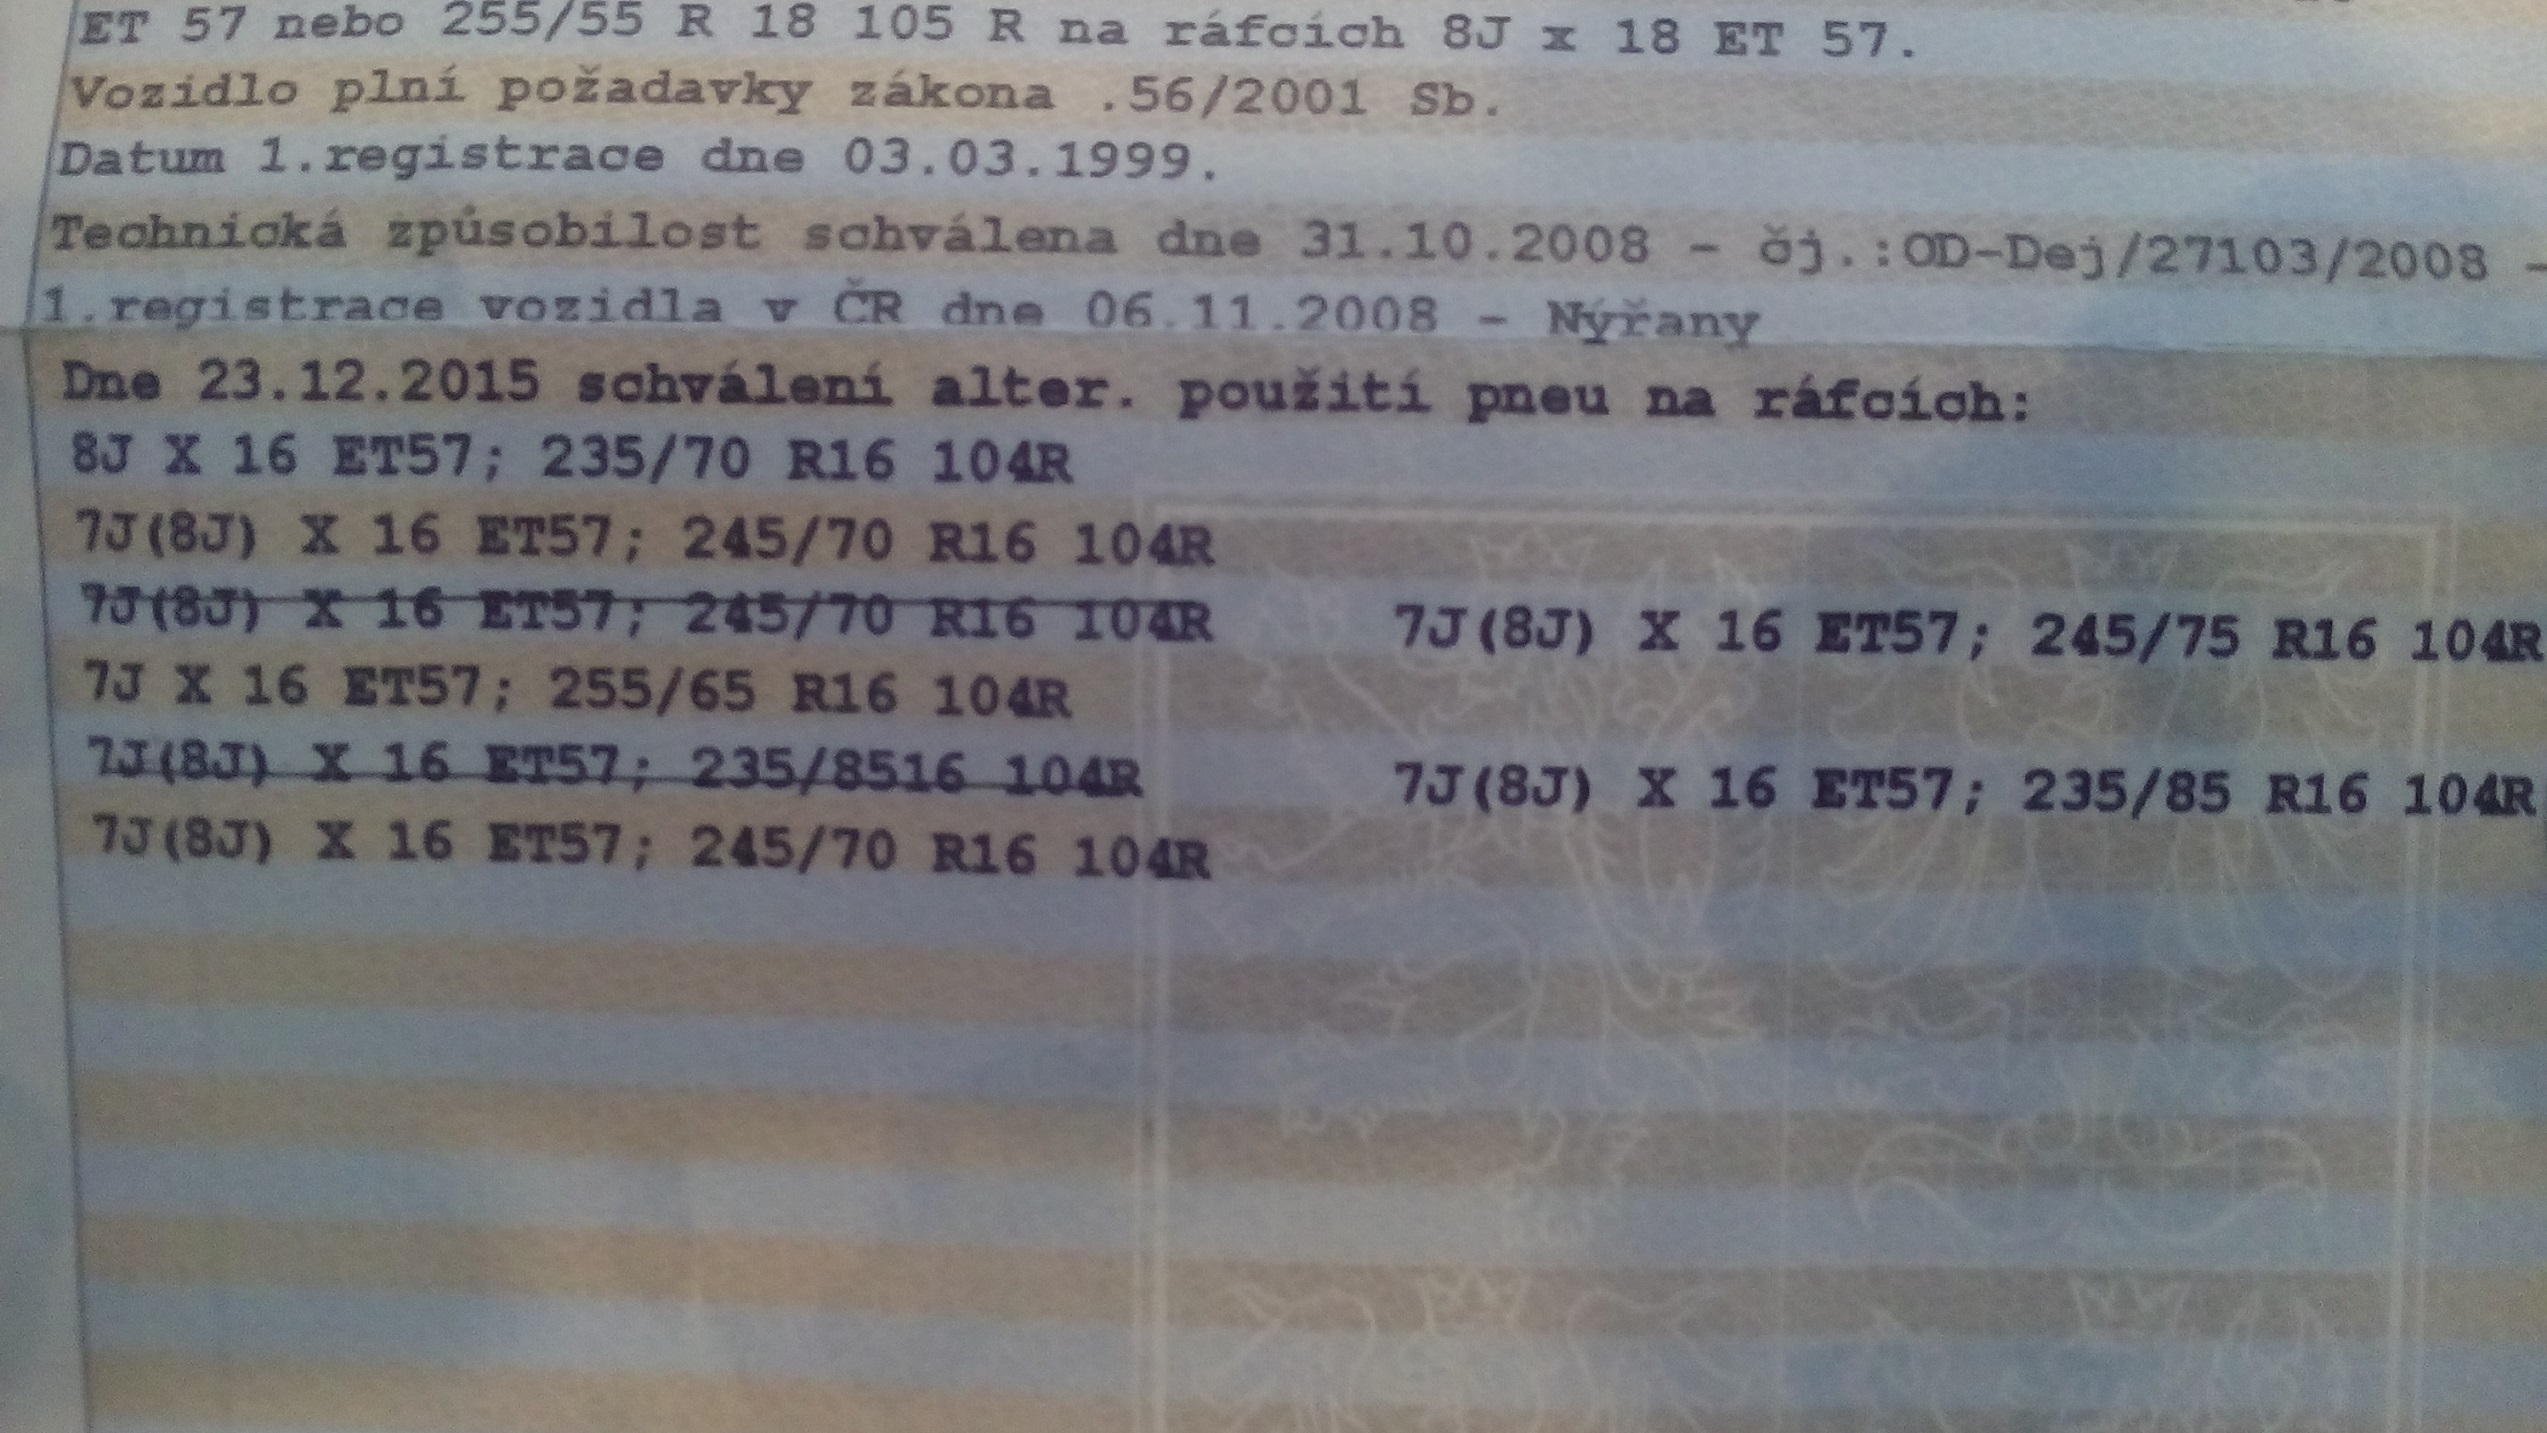 ET 57 nebo 255/55 R 18 105 R na ráfcích 8J x 18 ET 57.
Vozidlo plní požadavky zákona .56/2001 Sb.
Datum 1.registrace dne 03.03.1999.
Technická způsobilost schválena dne 31.10.2008 - čj.:OD-Dej/27103/2008 -
1.registrace vozidla v ČR dne 06.11.2008 - Nýřany
Dne 23.12.2015 schválení alter. použití pneu na ráfcích:
8J X 16 ET57; 235/70 R16 104R
7J(8J) X 16 ET57; 245/70 R16 104R
7J(8J) X 16 ET57; 245/70 R16 104R 7J(8J) X 16 ET57; 245/75 R16 104R
7J X 16 ET57; 255/65 R16 104R
7J(8J) X 16 ET57; 235/8516 104R 7J(8J) X 16 ET57; 235/85 R16 104R
7J(8J) X 16 ET57; 245/70 R16 104R